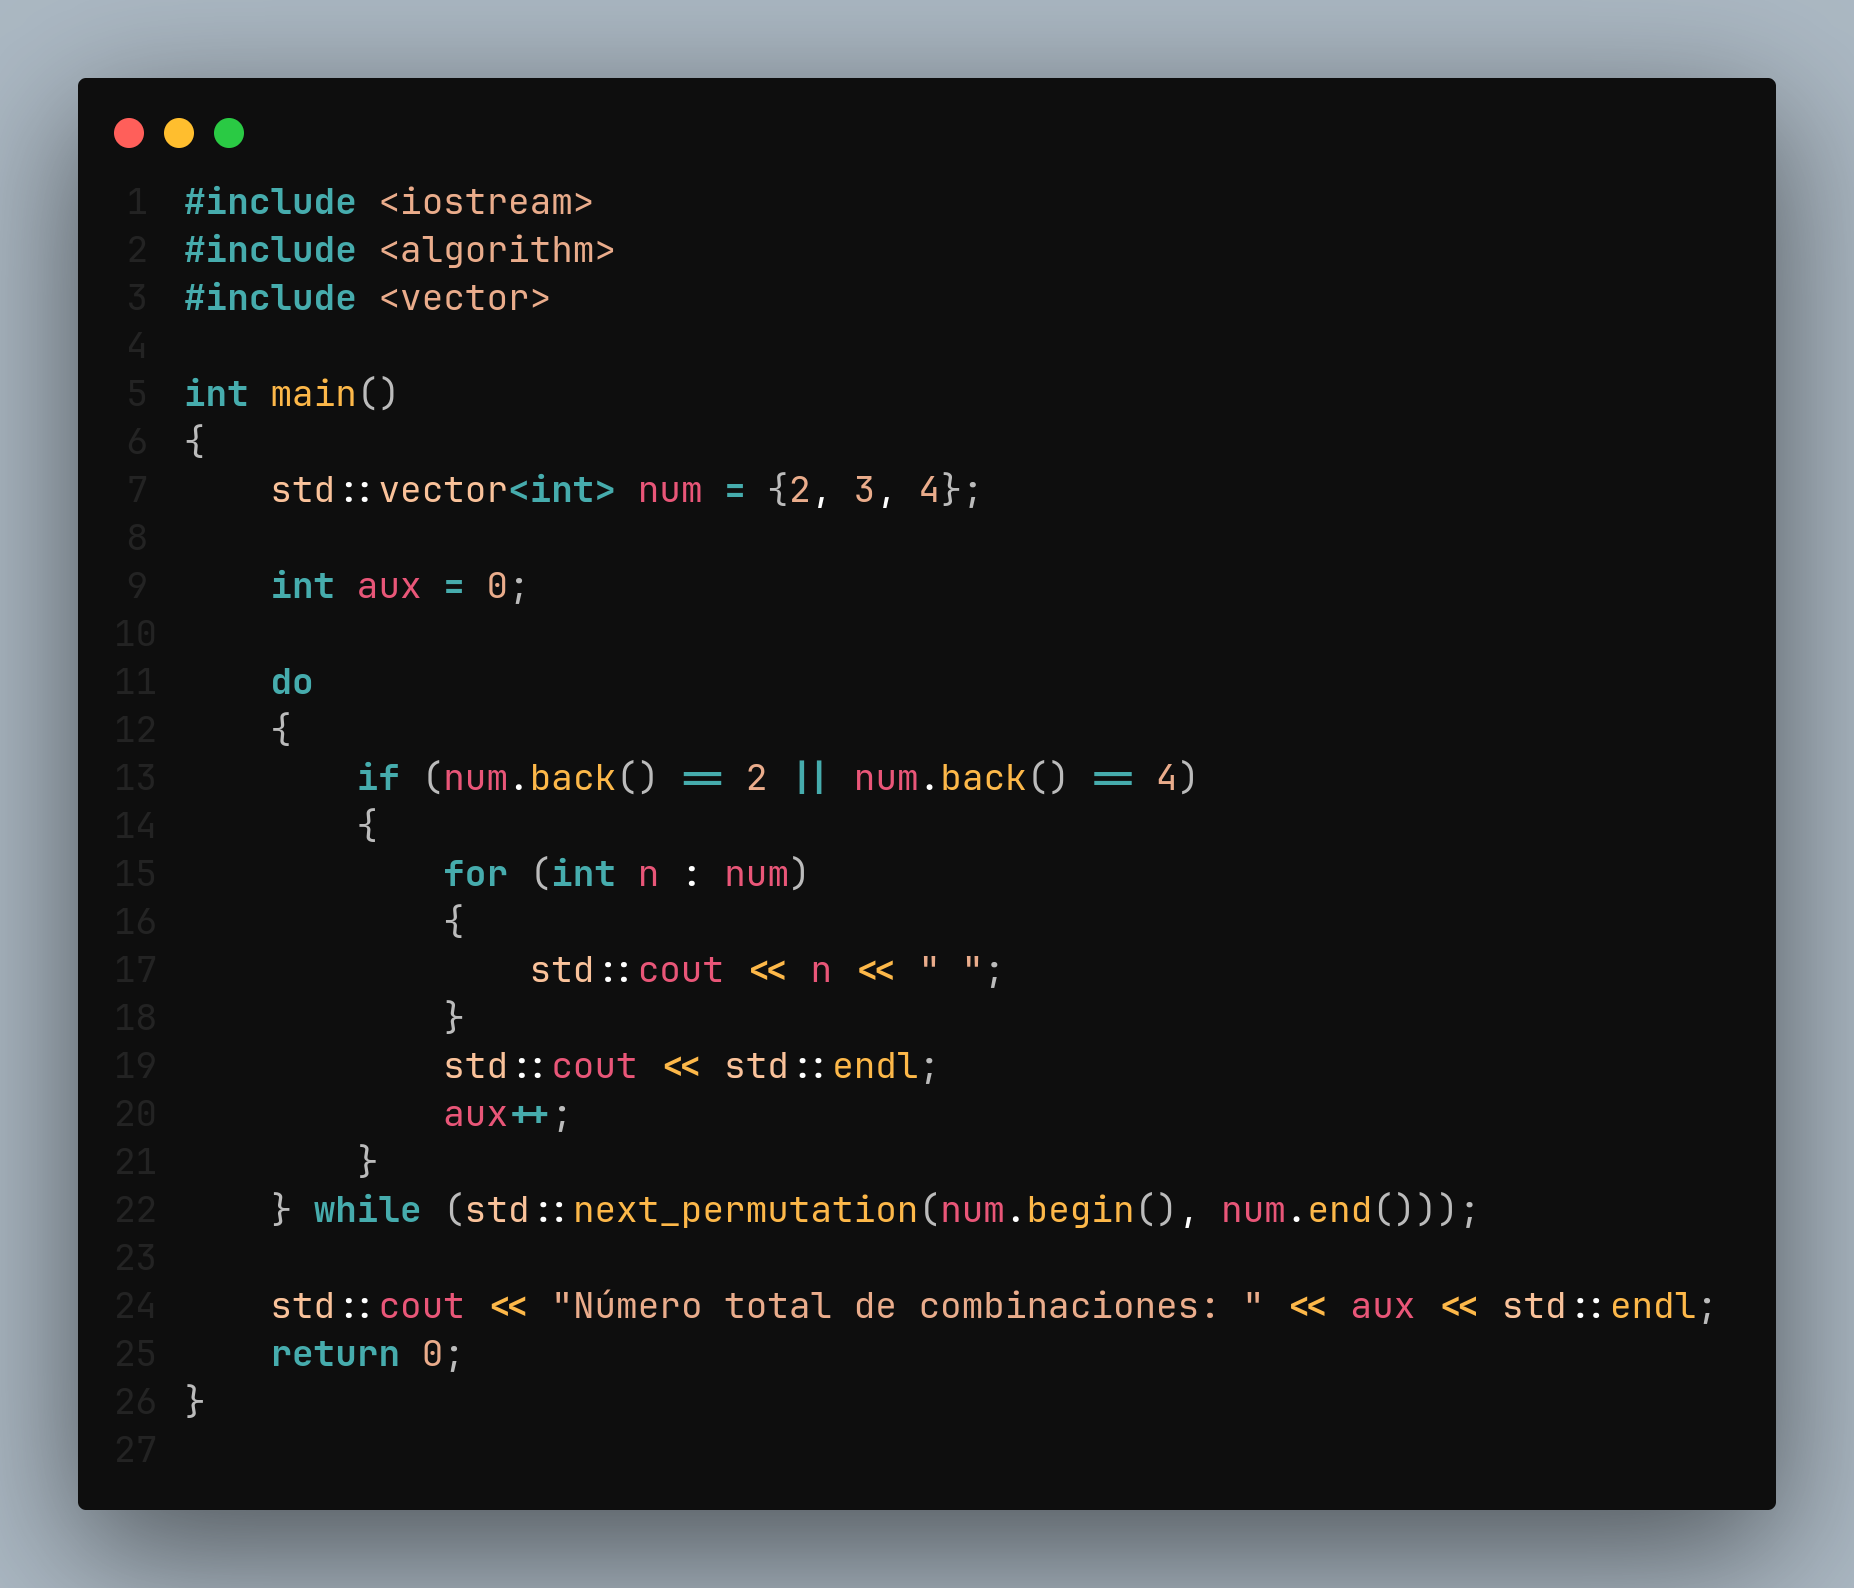 1 #include <iostream>
2 #include <algorithm>
3 #include <vector>
4
5 int main()
6 {
7     std::vector<int> num = {2, 3, 4};
8
9     int aux = 0;
10
11     do
12     {
13         if (num.back() == 2 || num.back() == 4)
14         {
15             for (int n : num)
16             {
17                 std::cout << n << " ";
18             }
19             std::cout << std::endl;
20             aux++;
21         }
22     } while (std::next_permutation(num.begin(), num.end()));
23
24     std::cout << "Número total de combinaciones: " << aux << std::endl;
25     return 0;
26 }
27